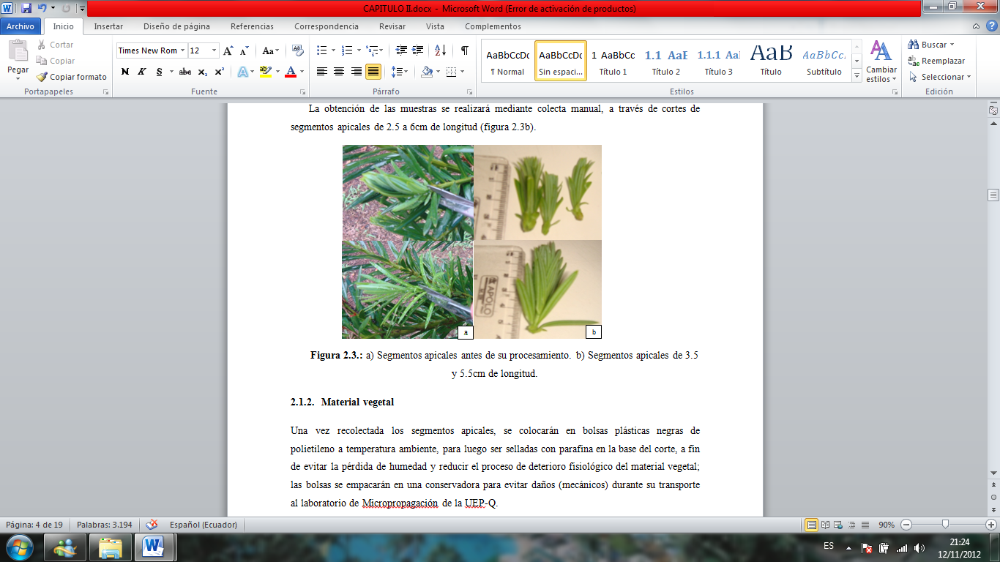 CAPITULO II.docx - Microsoft Word (Error de activación de productos)
Archivo Inicio Insertar Diseño de página Referencias Correspondencia Revisar Vista Complementos
Pegar
Cortar
Copiar
Copiar formato
Portapapeles
Times New Rom 12
N K S abc x₂ x²
Fuente
Párrafo
AaBbCcDc AaBbCcDc 1 AaBbCc 1.1 AaB 1.1.1 Aa AaB AaBbCc.
¶ Normal Sin espaci... Título 1 Título 2 Título 3 Título Subtítulo
Cambiar estilos
Estilos
Buscar
Reemplazar
Seleccionar
Edición
La obtención de las muestras se realizará mediante colecta manual, a través de cortes de
segmentos apicales de 2.5 a 6cm de longitud (figura 2.3b).
APOLO
a b
Figura 2.3.: a) Segmentos apicales antes de su procesamiento. b) Segmentos apicales de 3.5
y 5.5cm de longitud.
2.1.2. Material vegetal
Una vez recolectada los segmentos apicales, se colocarán en bolsas plásticas negras de
polietileno a temperatura ambiente, para luego ser selladas con parafina en la base del corte, a fin
de evitar la pérdida de humedad y reducir el proceso de deterioro fisiológico del material vegetal;
las bolsas se empacarán en una conservadora para evitar daños (mecánicos) durante su transporte
al laboratorio de Micropropagación de la UEP-Q.
Página: 4 de 19 Palabras: 3.194 Español (Ecuador) 90%
ES 21:24
12/11/2012